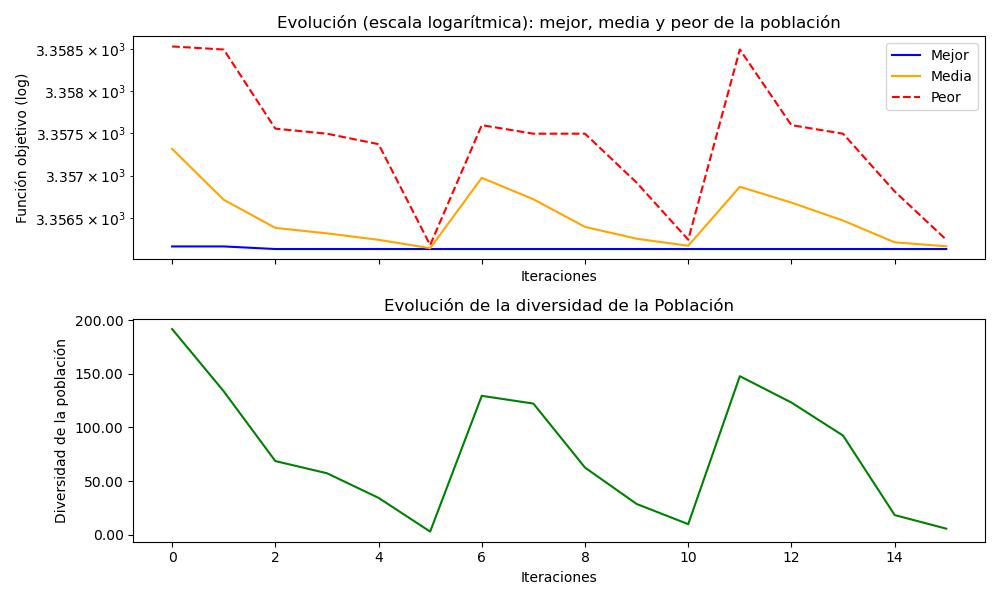 Evolución (escala logarítmica): mejor, media y peor de la población
Función objetivo (log)
3.3585 × 10³
3.358 × 10³
3.3575 × 10³
3.357 × 10³
3.3565 × 10³
Mejor
Media
Peor
Iteraciones
Evolución de la diversidad de la Población
Diversidad de la población
200.00
150.00
100.00
50.00
0.00
0 2 4 6 8 10 12 14
Iteraciones